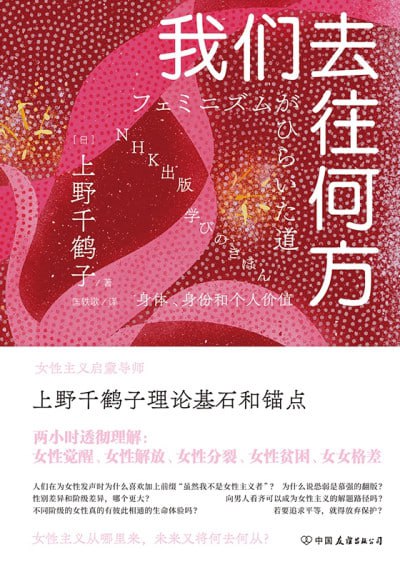 我们去往何方
フェミニズムがひらいた道
NHK出版
学びのきほん
［日］上野千鹤子 著
张轶歌／译
身体、身份和个人价值
女性主义启蒙导师
上野千鹤子理论基石和锚点
两小时透彻理解：
女性觉醒、女性解放、女性分裂、女性贫困、女女格差
人们在为女性发声时为什么喜欢加上前缀“虽然我不是女性主义者”？ 为什么说恐弱是慕强的翻版？
性别差异和阶级差异，哪个更大？ 向男人看齐可以成为女性主义的解题路径吗？
不同阶级的女性真的有彼此相通的生命体验吗？ 若要追求平等，就得放弃保护？
女性主义从哪里来，未来又将何去何从？
中国友谊出版公司